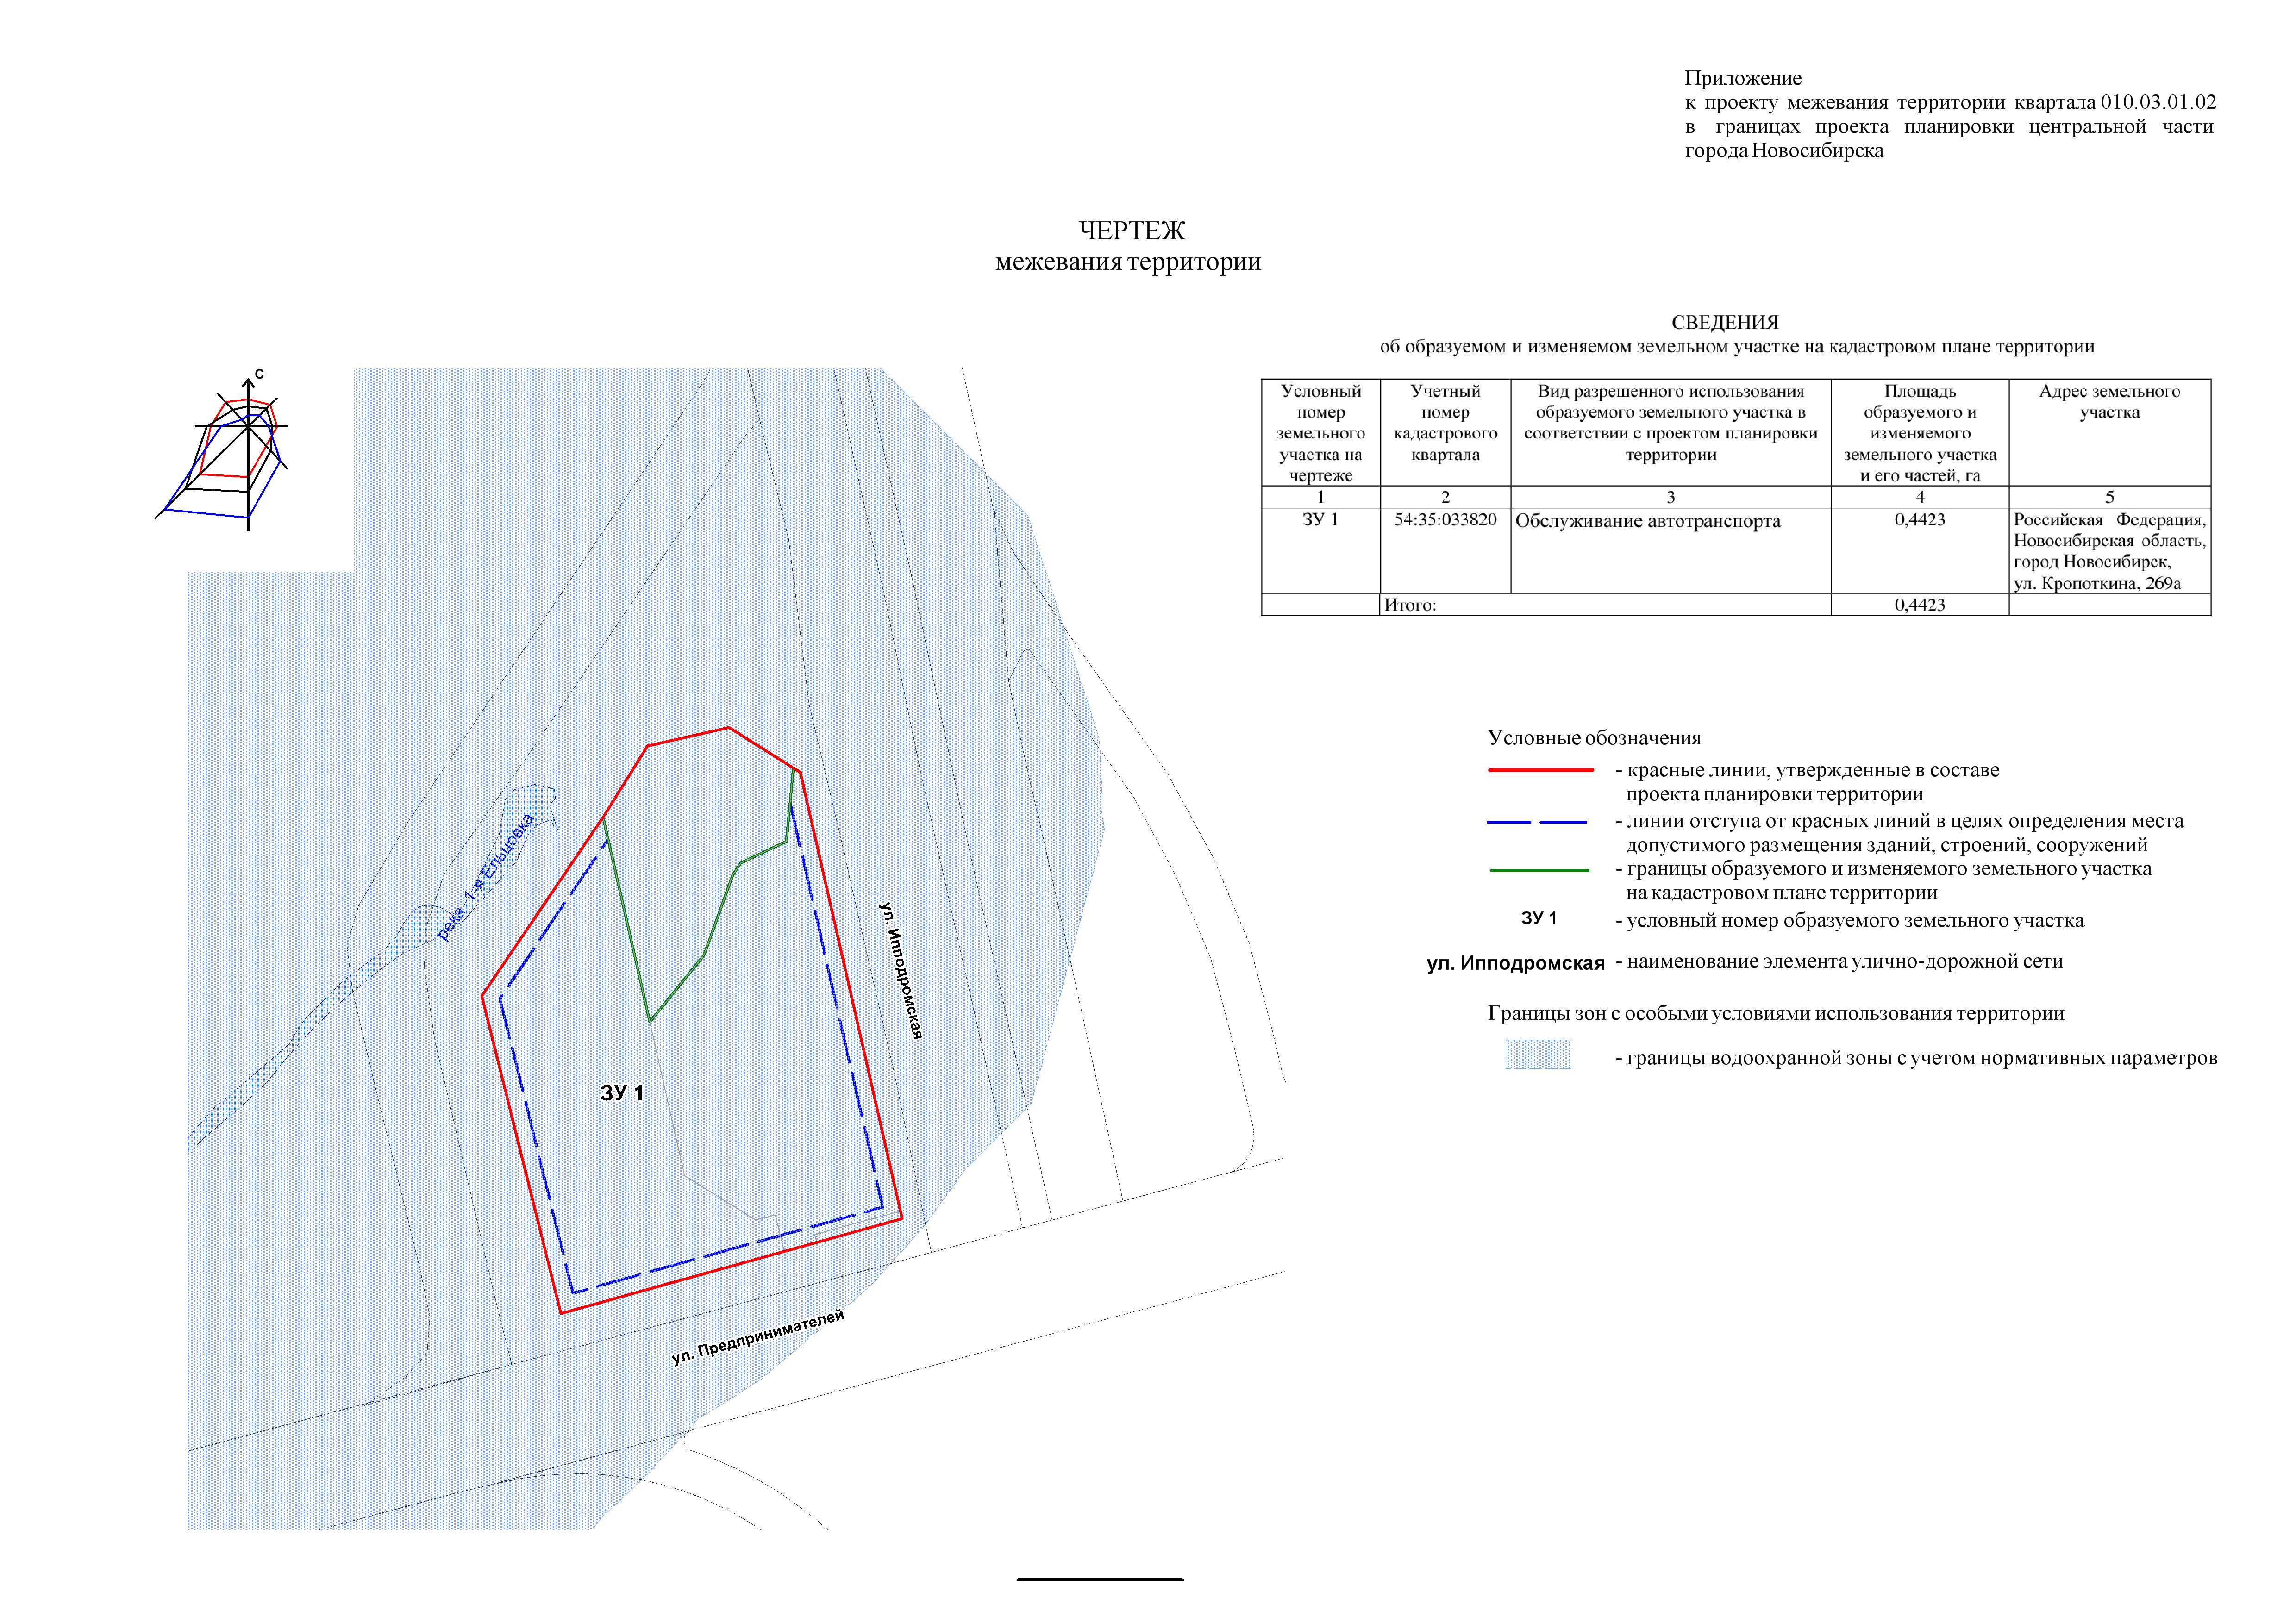 Приложение
к проекту межевания территории квартала 010.03.01.02
в границах проекта планировки центральной части
города Новосибирска
ЧЕРТЕЖ
межевания территории
СВЕДЕНИЯ
об образуемом и изменяемом земельном участке на кадастровом плане территории
Условный
номер
земельного
участка на
чертеже
Учетный
номер
кадастрового
квартала
Вид разрешенного использования
образуемого земельного участка в
соответствии с проектом планировки
территории
Площадь
образуемого и
изменяемого
земельного участка
и его частей, га
Адрес земельного
участка
1 2 3 4 5
ЗУ 1
54:35:033820
Обслуживание автотранспорта
0,4423
Российская Федерация,
Новосибирская область,
город Новосибирск,
ул. Кропоткина, 269а
Итого: 0,4423
С
река 1-я Ельцовка
ул. Ипподромская
ЗУ 1
ул. Предпринимателей
Условные обозначения
- красные линии, утвержденные в составе
проекта планировки территории
- линии отступа от красных линий в целях определения места
допустимого размещения зданий, строений, сооружений
- границы образуемого и изменяемого земельного участка
на кадастровом плане территории
ЗУ 1 - условный номер образуемого земельного участка
ул. Ипподромская - наименование элемента улично-дорожной сети
Границы зон с особыми условиями использования территории
- границы водоохранной зоны с учетом нормативных параметров